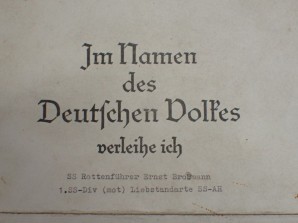 Im Namen
des
Deutschen Volkes
verleihe ich
SS Rottenführer Ernst
1.SS-Div (mot) Liebstandarte SS-AH